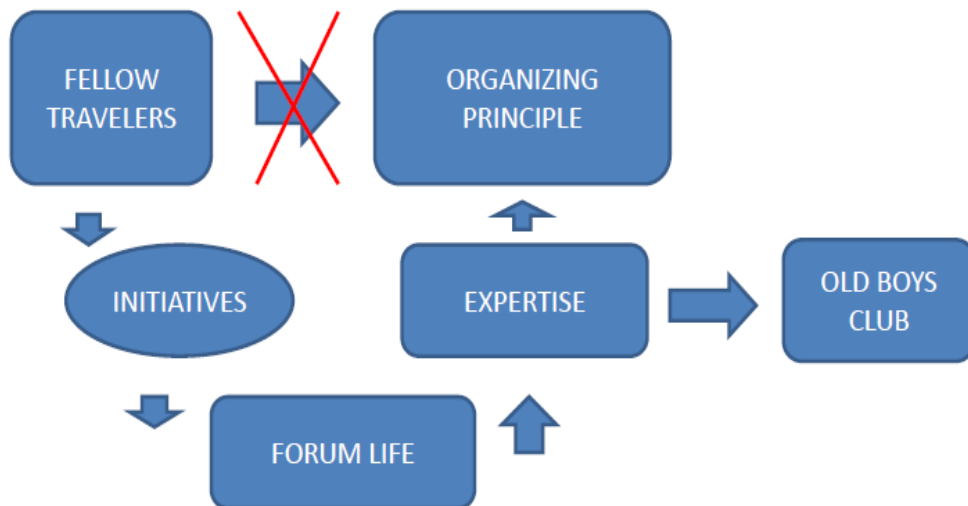 FELLOW
TRAVELERS
ORGANIZING
PRINCIPLE
INITIATIVES
EXPERTISE
OLD BOYS
CLUB
FORUM LIFE